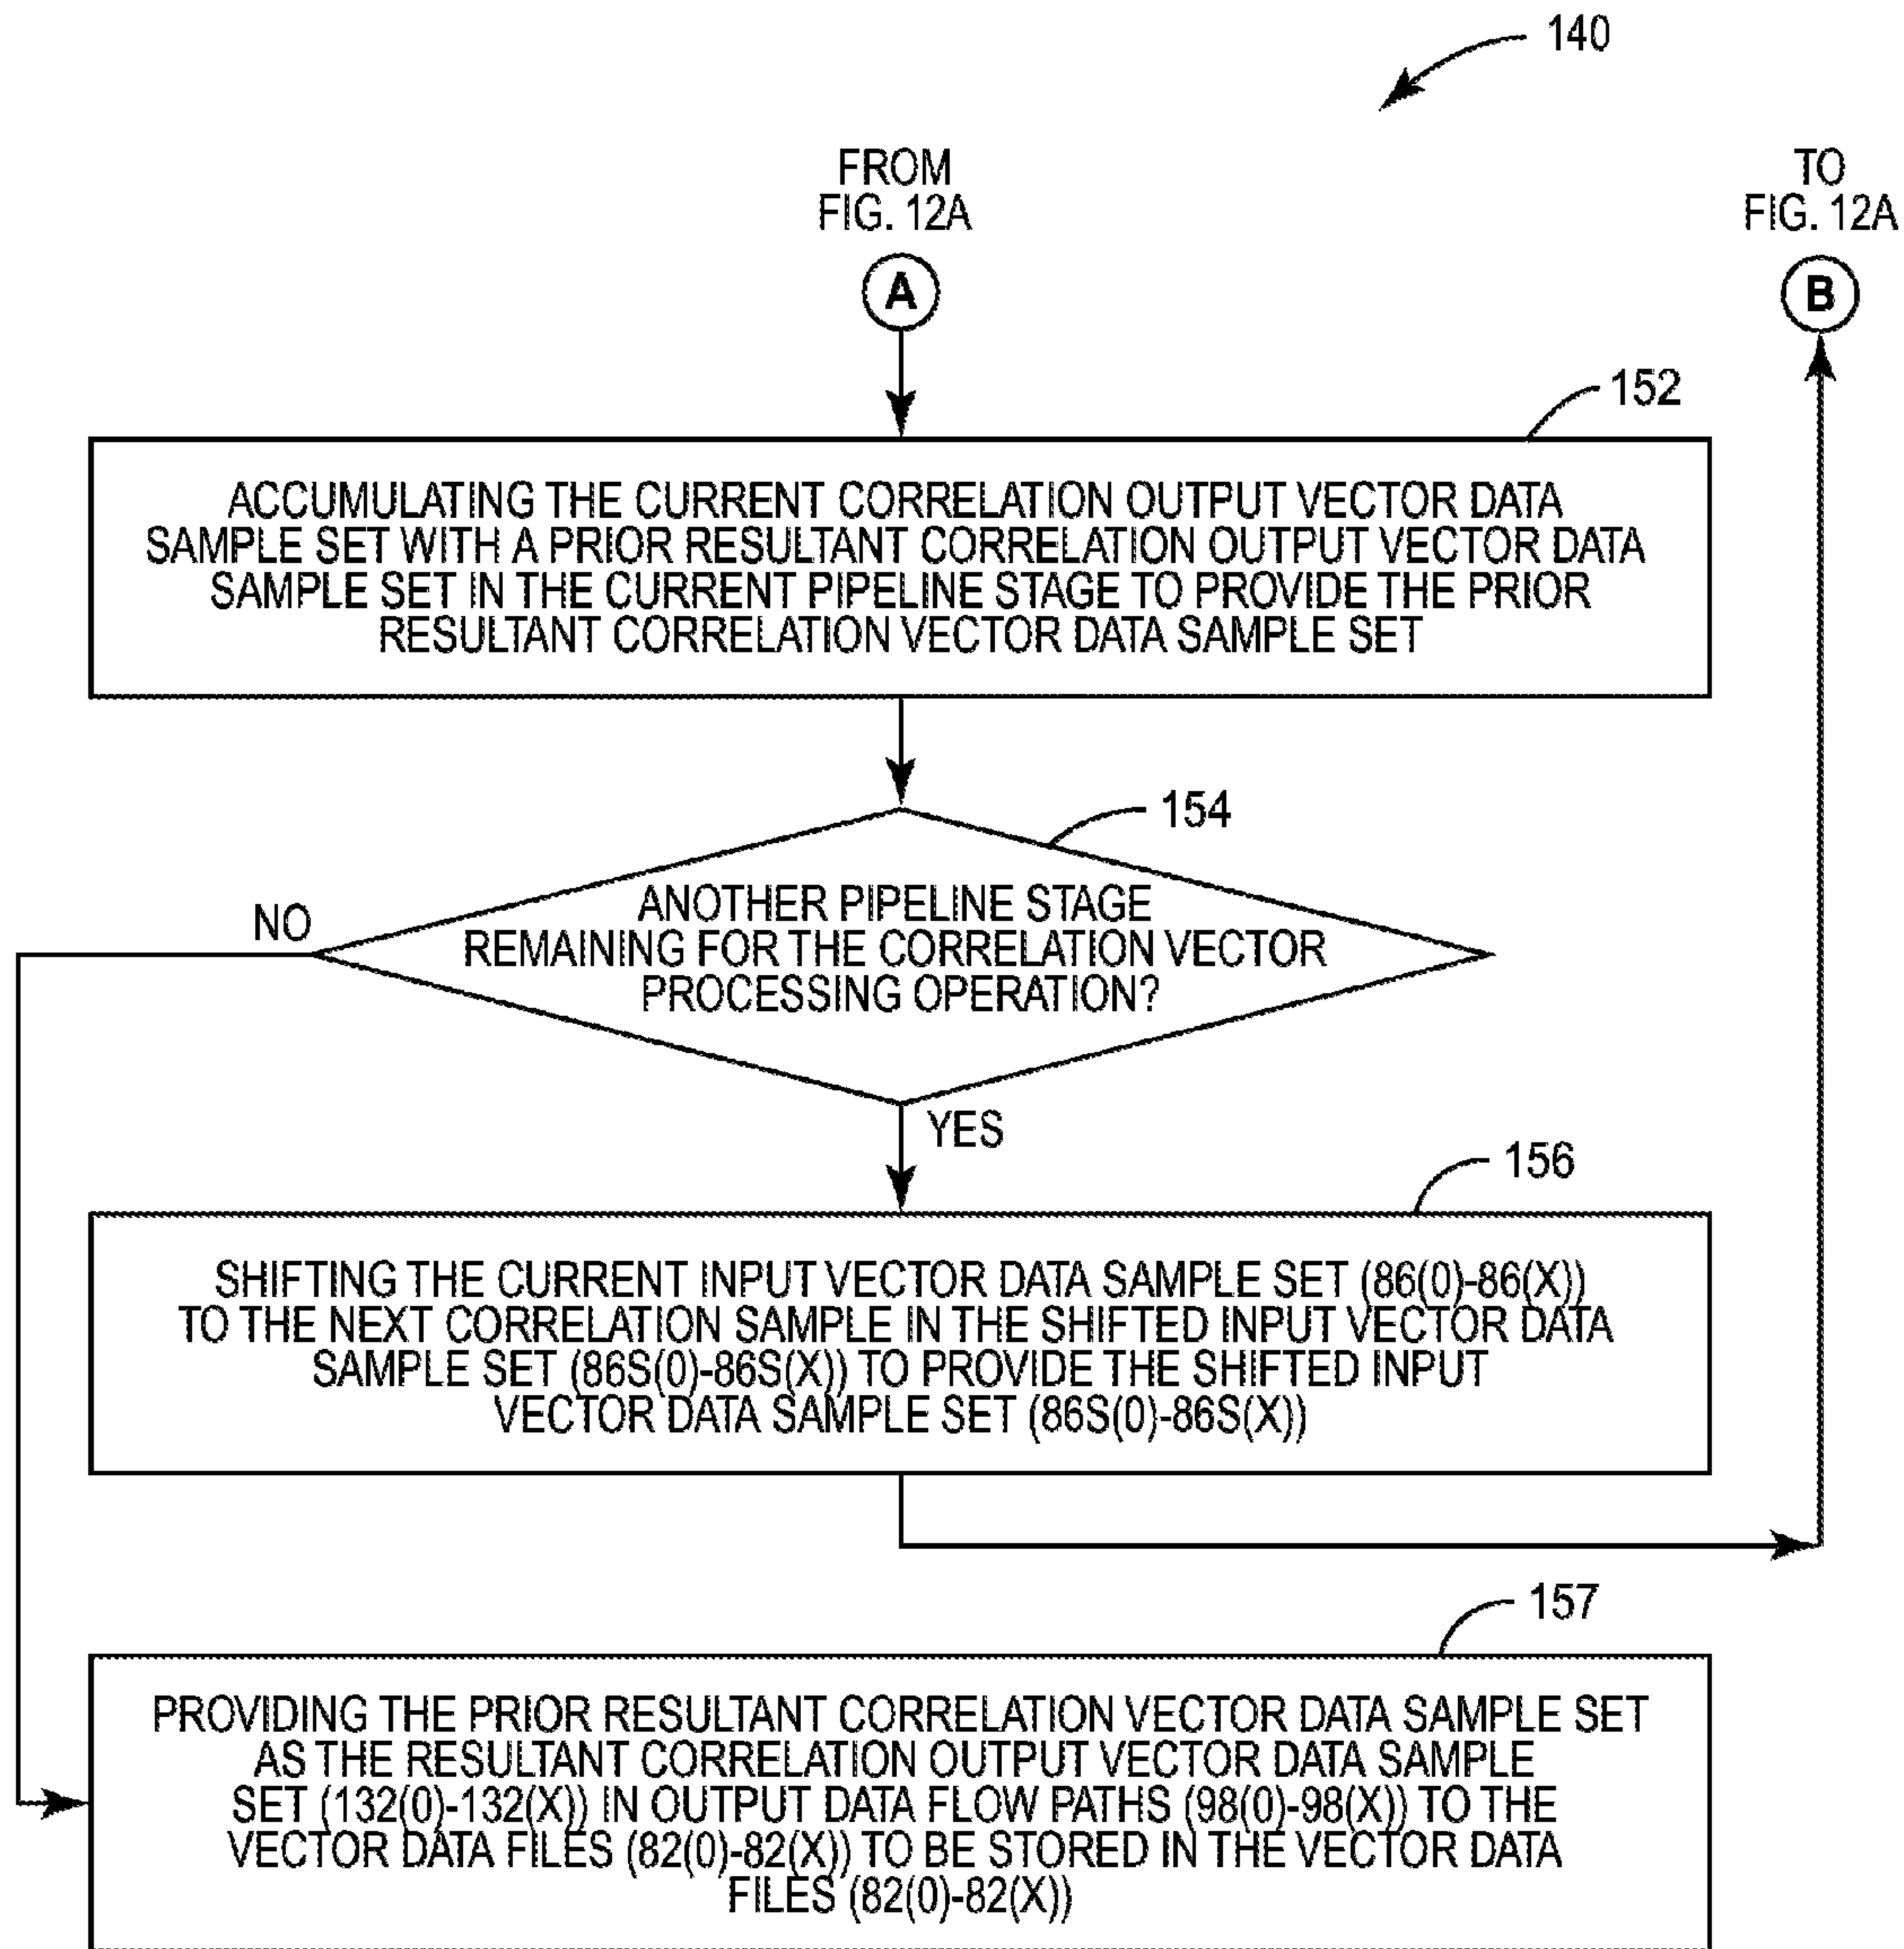 140
FROM
FIG. 12A
A
TO
FIG. 12A
B
152
ACCUMULATING THE CURRENT CORRELATION OUTPUT VECTOR DATA
SAMPLE SET WITH A PRIOR RESULTANT CORRELATION OUTPUT VECTOR DATA
SAMPLE SET IN THE CURRENT PIPELINE STAGE TO PROVIDE THE PRIOR
RESULTANT CORRELATION VECTOR DATA SAMPLE SET
154
NO
ANOTHER PIPELINE STAGE
REMAINING FOR THE CORRELATION VECTOR
PROCESSING OPERATION?
YES
156
SHIFTING THE CURRENT INPUT VECTOR DATA SAMPLE SET (86(0)-86(X))
TO THE NEXT CORRELATION SAMPLE IN THE SHIFTED INPUT VECTOR DATA
SAMPLE SET (86S(0)-86S(X)) TO PROVIDE THE SHIFTED INPUT
VECTOR DATA SAMPLE SET (86S(0)-86S(X))
157
PROVIDING THE PRIOR RESULTANT CORRELATION VECTOR DATA SAMPLE SET
AS THE RESULTANT CORRELATION OUTPUT VECTOR DATA SAMPLE
SET (132(0)-132(X)) IN OUTPUT DATA FLOW PATHS (98(0)-98(X)) TO THE
VECTOR DATA FILES (82(0)-82(X)) TO BE STORED IN THE VECTOR DATA
FILES (82(0)-82(X))